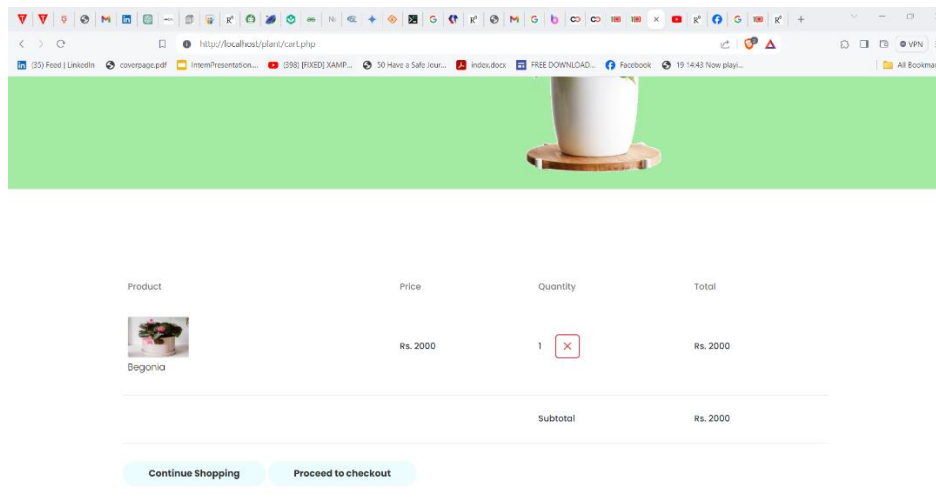 http://localhost/plant/cart.php
VPN
(35) Feed | LinkedIn
coverpage.pdf
InternPresentation....
(398) [FIXED] XAMP...
50 Have a Safe Jour...
index.docx
FREE DOWNLOAD...
Facebook
19 14:43 Now playi...
All Bookmar
Product Price Quantity Total
Rs. 2000 1 Rs. 2000
Begonia
Subtotal Rs. 2000
Continue Shopping Proceed to checkout